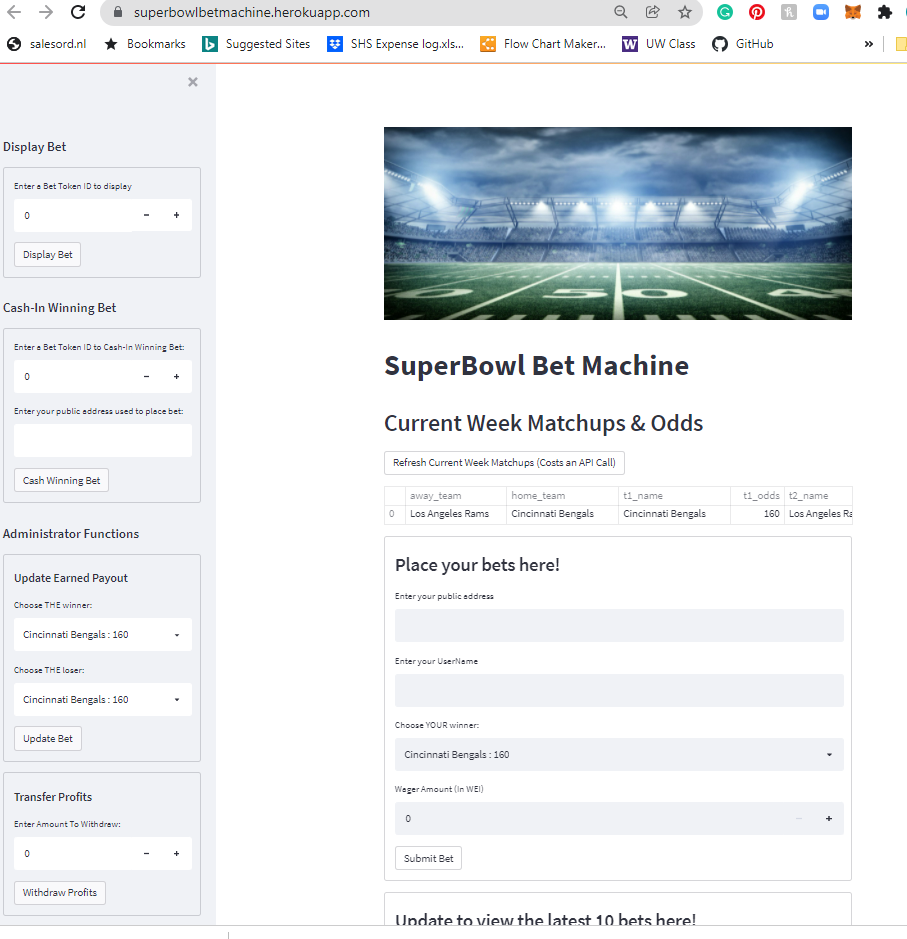 superbowlbetmachine.herokuapp.com
salesord.nl Bookmarks Suggested Sites SHS Expense log.xls... Flow Chart Maker... W UW Class GitHub »
×
Display Bet
Enter a Bet Token ID to display
0 - +
Display Bet
Cash-In Winning Bet
Enter a Bet Token ID to Cash-In Winning Bet:
0 - +
Enter your public address used to place bet:
Cash Winning Bet
Administrator Functions
Update Earned Payout
Choose THE winner:
Cincinnati Bengals : 160
Choose THE loser:
Cincinnati Bengals : 160
Update Bet
Transfer Profits
Enter Amount To Withdraw:
0 - +
Withdraw Profits
50
SuperBowl Bet Machine
Current Week Matchups & Odds
Refresh Current Week Matchups (Costs an API Call)
away_team home_team t1_name t1_odds t2_name
0 Los Angeles Rams Cincinnati Bengals Cincinnati Bengals 160 Los Angeles Ra
Place your bets here!
Enter your public address
Enter your UserName
Choose YOUR winner:
Cincinnati Bengals : 160
Wager Amount (In WEI)
0 - +
Submit Bet
Update to view the latest 10 bets here!